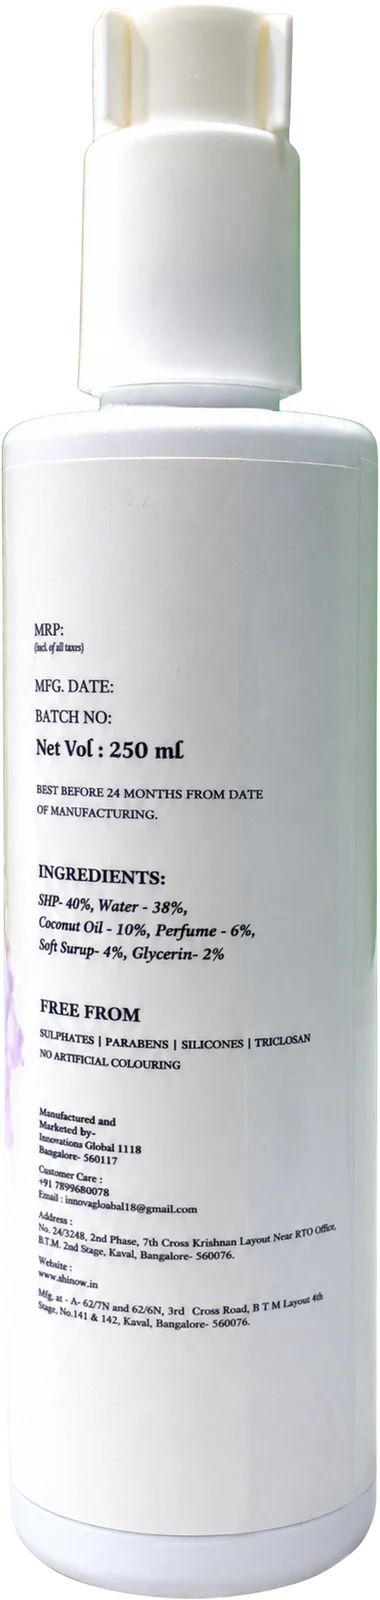 MRP:
(incl. of all taxes)
MFG. DATE:
BATCH NO:
Net Vol : 250 ml
BEST BEFORE 24 MONTHS FROM DATE
OF MANUFACTURING.
INGREDIENTS:
SHP- 40%, Water - 38%,
Coconut Oil - 10%, Perfume - 6%,
Soft Surup- 4%, Glycerin- 2%
FREE FROM
SULPHATES | PARABENS | SILICONES | TRICLOSAN
NO ARTIFICIAL COLOURING
Manufactured and
Marketed by-
Innovations Global 1118
Bangalore- 560117
Customer Care :
+91 7899680078
Email : innovagloabal18@gmail.com
Address :
No. 24/3248, 2nd Phase, 7th Cross Krishnan Layout Near RTO Office,
B.T.M. 2nd Stage, Kaval, Bangalore- 560076.
Website :
www.ahinow.in
Mfg. at - A- 62/7N and 62/6N, 3rd Cross Road, B T M Layout 4th
Stage, No.141 & 142, Kaval, Bangalore- 560076.